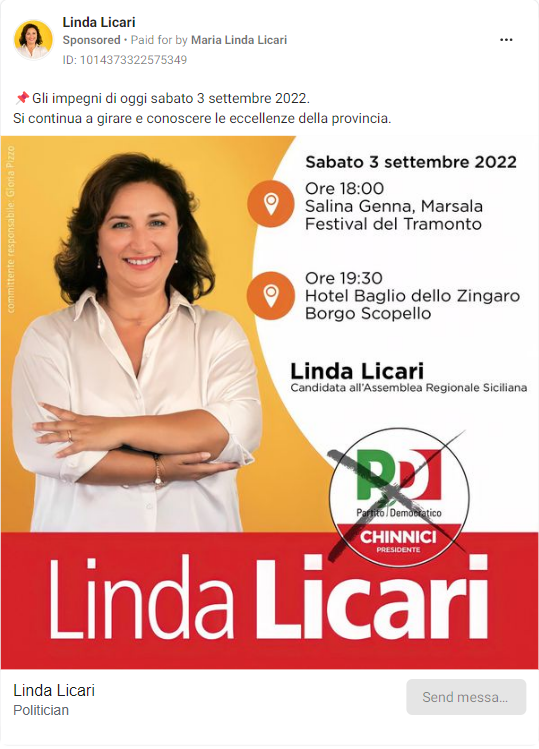 Linda Licari
Sponsored • Paid for by Maria Linda Licari
ID: 1014373322575349
📌Gli impegni di oggi sabato 3 settembre 2022.
Si continua a girare e conoscere le eccellenze della provincia.
committente responsabile: Gloria Pizzo
Sabato 3 settembre 2022
Ore 18:00
Salina Genna, Marsala
Festival del Tramonto
Ore 19:30
Hotel Baglio dello Zingaro
Borgo Scopello
Linda Licari
Candidata all'Assemblea Regionale Siciliana
PD
Partito Democratico
CHINNICI
PRESIDENTE
Linda Licari
Linda Licari
Politician
Send messa...